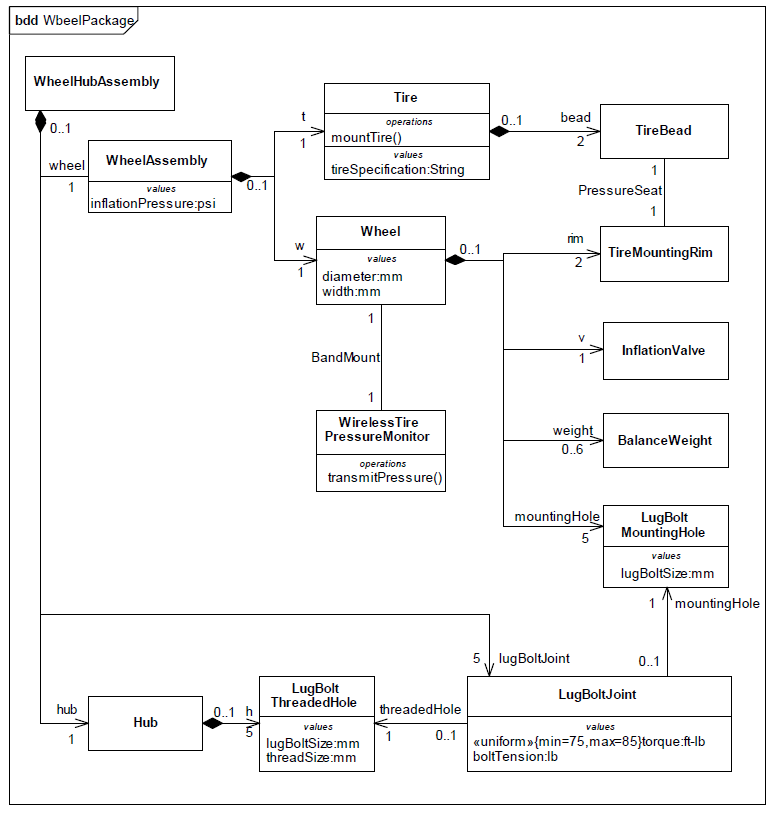 bdd WbeelPackage
WheelHubAssembly
0..1
wheel
1
WheelAssembly
values
inflationPressure:psi
0..1
t
1
Tire
operations
mountTire()
values
tireSpecification:String
0..1
bead
2
TireBead
1
PressureSeat
1
w
1
Wheel
values
diameter:mm
width:mm
0..1
rim
2
TireMountingRim
1
BandMount
1
v
1
InflationValve
WirelessTire
PressureMonitor
operations
transmitPressure()
weight
0..6
BalanceWeight
mountingHole
5
LugBolt
MountingHole
values
lugBoltSize:mm
1
mountingHole
0..1
5
lugBoltJoint
hub
1
Hub
0..1
h
5
LugBolt
ThreadedHole
values
lugBoltSize:mm
threadSize:mm
threadedHole
1
0..1
LugBoltJoint
values
«uniform»{min=75,max=85}torque:ft-lb
boltTension:lb